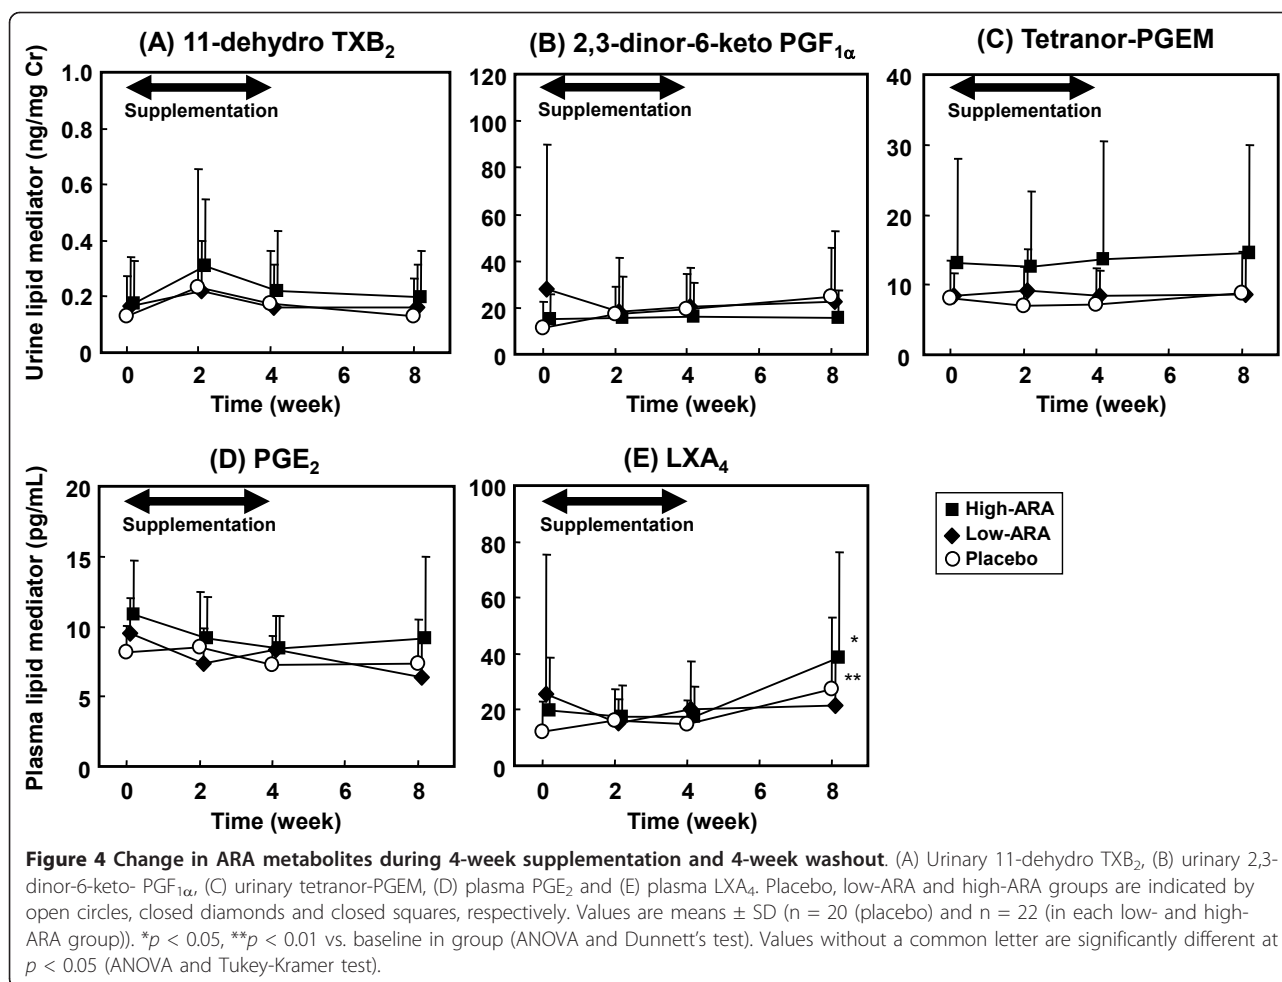 (A) 11-dehydro TXB₂
Urine lipid mediator (ng/mg Cr)
1.0
0.8
0.6
0.4
0.2
0
Supplementation
0 2 4 6 8
Time (week)
(B) 2,3-dinor-6-keto PGF₁α
120
100
80
60
40
20
0
Supplementation
0 2 4 6 8
Time (week)
(C) Tetranor-PGEM
40
30
20
10
0
Supplementation
0 2 4 6 8
Time (week)
(D) PGE₂
Plasma lipid mediator (pg/mL)
20
15
10
5
0
Supplementation
0 2 4 6 8
Time (week)
(E) LXA₄
100
80
60
40
20
0
Supplementation
*
**
0 2 4 6 8
Time (week)
High-ARA
Low-ARA
Placebo
Figure 4 Change in ARA metabolites during 4-week supplementation and 4-week washout. (A) Urinary 11-dehydro TXB₂, (B) urinary 2,3-
dinor-6-keto- PGF₁α, (C) urinary tetranor-PGEM, (D) plasma PGE₂ and (E) plasma LXA₄. Placebo, low-ARA and high-ARA groups are indicated by
open circles, closed diamonds and closed squares, respectively. Values are means ± SD (n = 20 (placebo) and n = 22 (in each low- and high-
ARA group)). *p < 0.05, **p < 0.01 vs. baseline in group (ANOVA and Dunnett's test). Values without a common letter are significantly different at
p < 0.05 (ANOVA and Tukey-Kramer test).